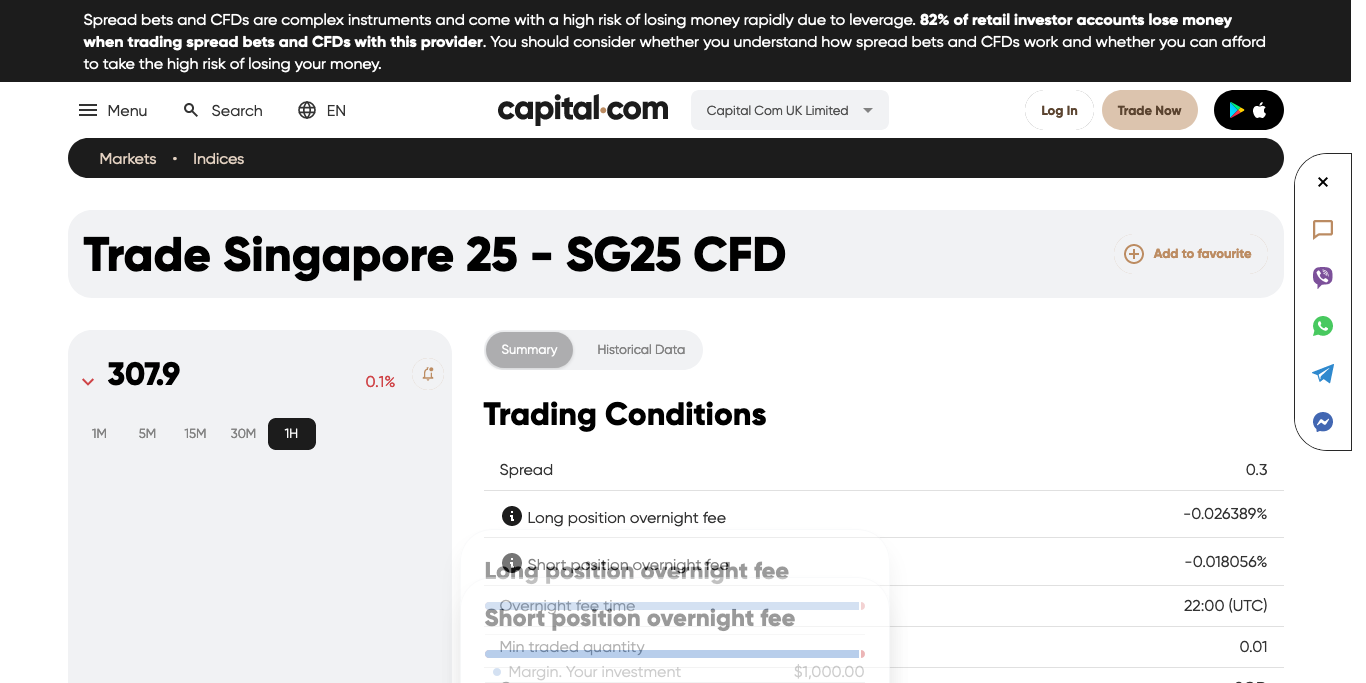 Spread bets and CFDs are complex instruments and come with a high risk of losing money rapidly due to leverage. 82% of retail investor accounts lose money
when trading spread bets and CFDs with this provider. You should consider whether you understand how spread bets and CFDs work and whether you can afford
to take the high risk of losing your money.
Menu Search EN capital.com Capital Com UK Limited Log In Trade Now
Markets • Indices
Trade Singapore 25 - SG25 CFD Add to favourite
307.9 0.1%
1M 5M 15M 30M 1H
Summary Historical Data
Trading Conditions
Spread 0.3
Long position overnight fee -0.026389%
Short position overnight fee -0.018056%
Long position overnight fee
Overnight fee time 22:00 (UTC)
Short position overnight fee
Min traded quantity 0.01
Margin. Your investment $1,000.00